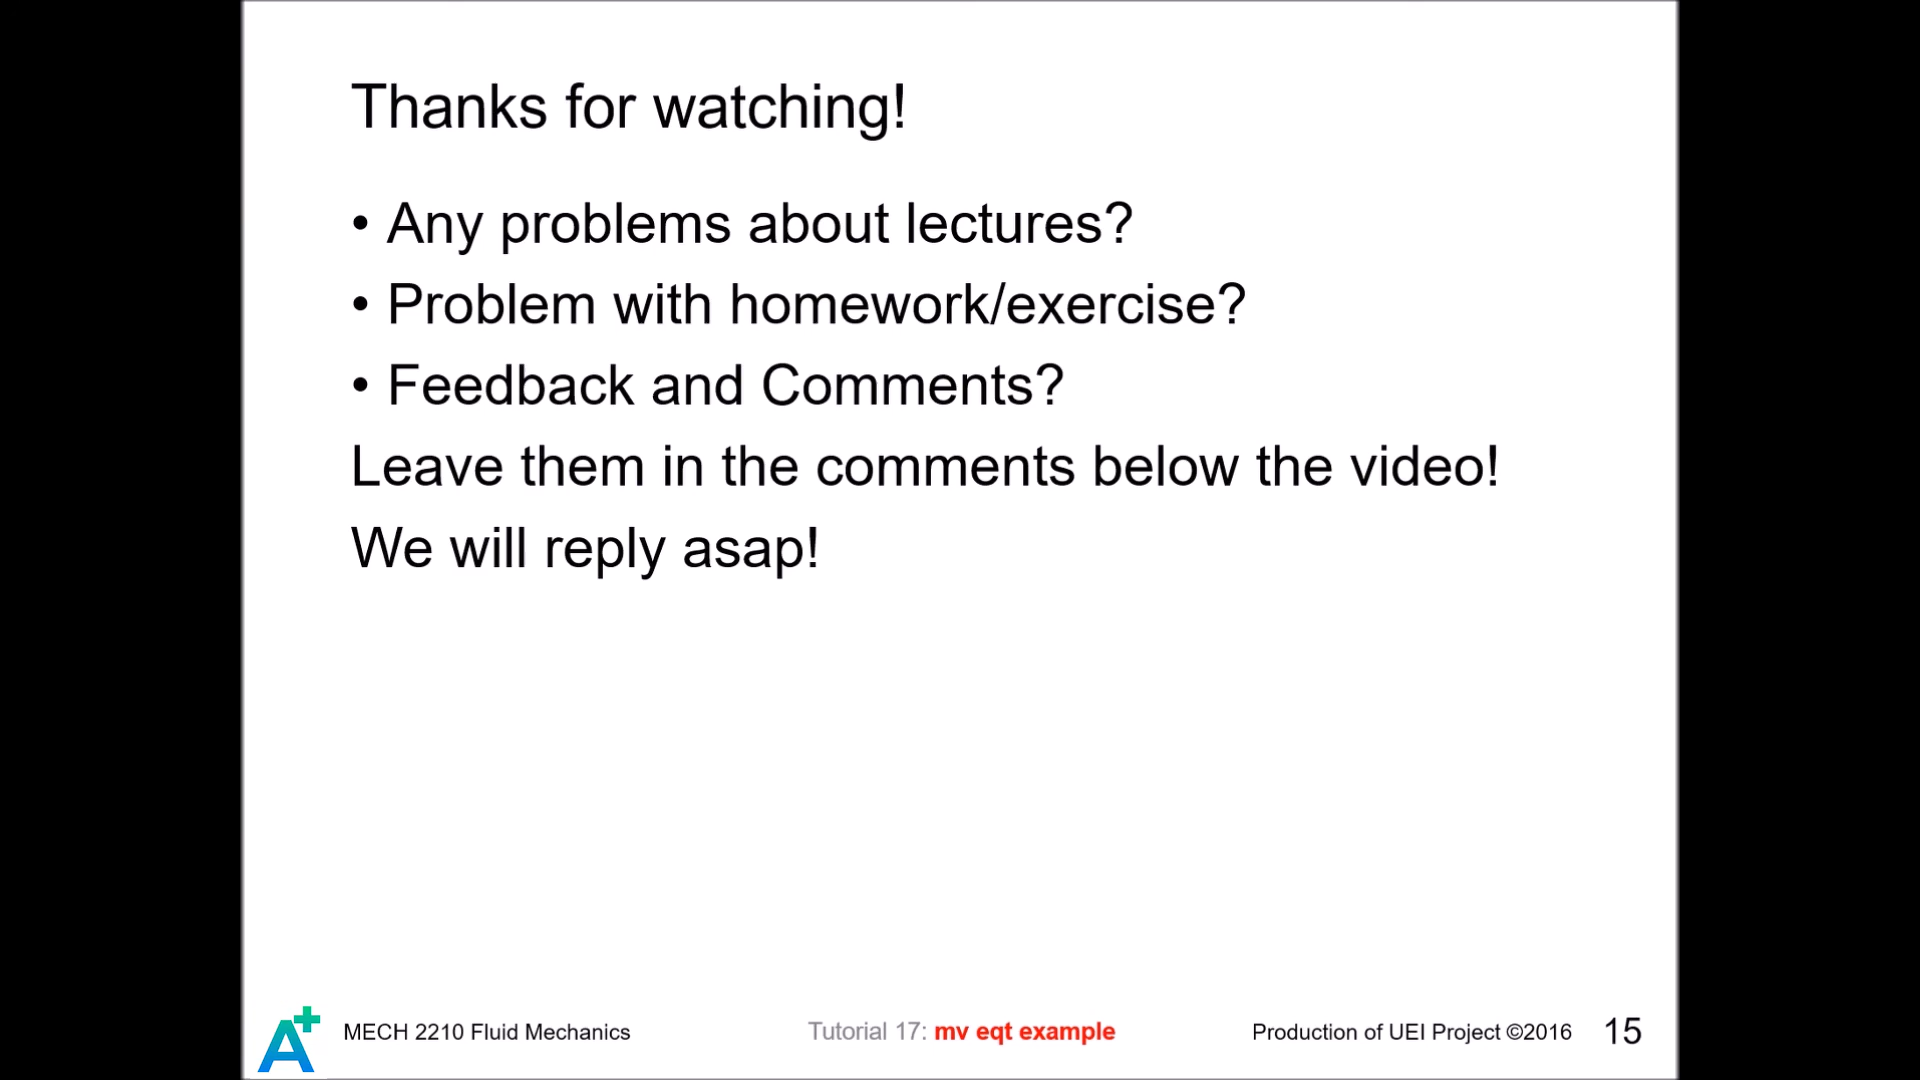 Thanks for watching!
• Any problems about lectures?
• Problem with homework/exercise?
• Feedback and Comments?
Leave them in the comments below the video!
We will reply asap!
A+ MECH 2210 Fluid Mechanics Tutorial 17: mv eqt example Production of UEI Project ©2016 15